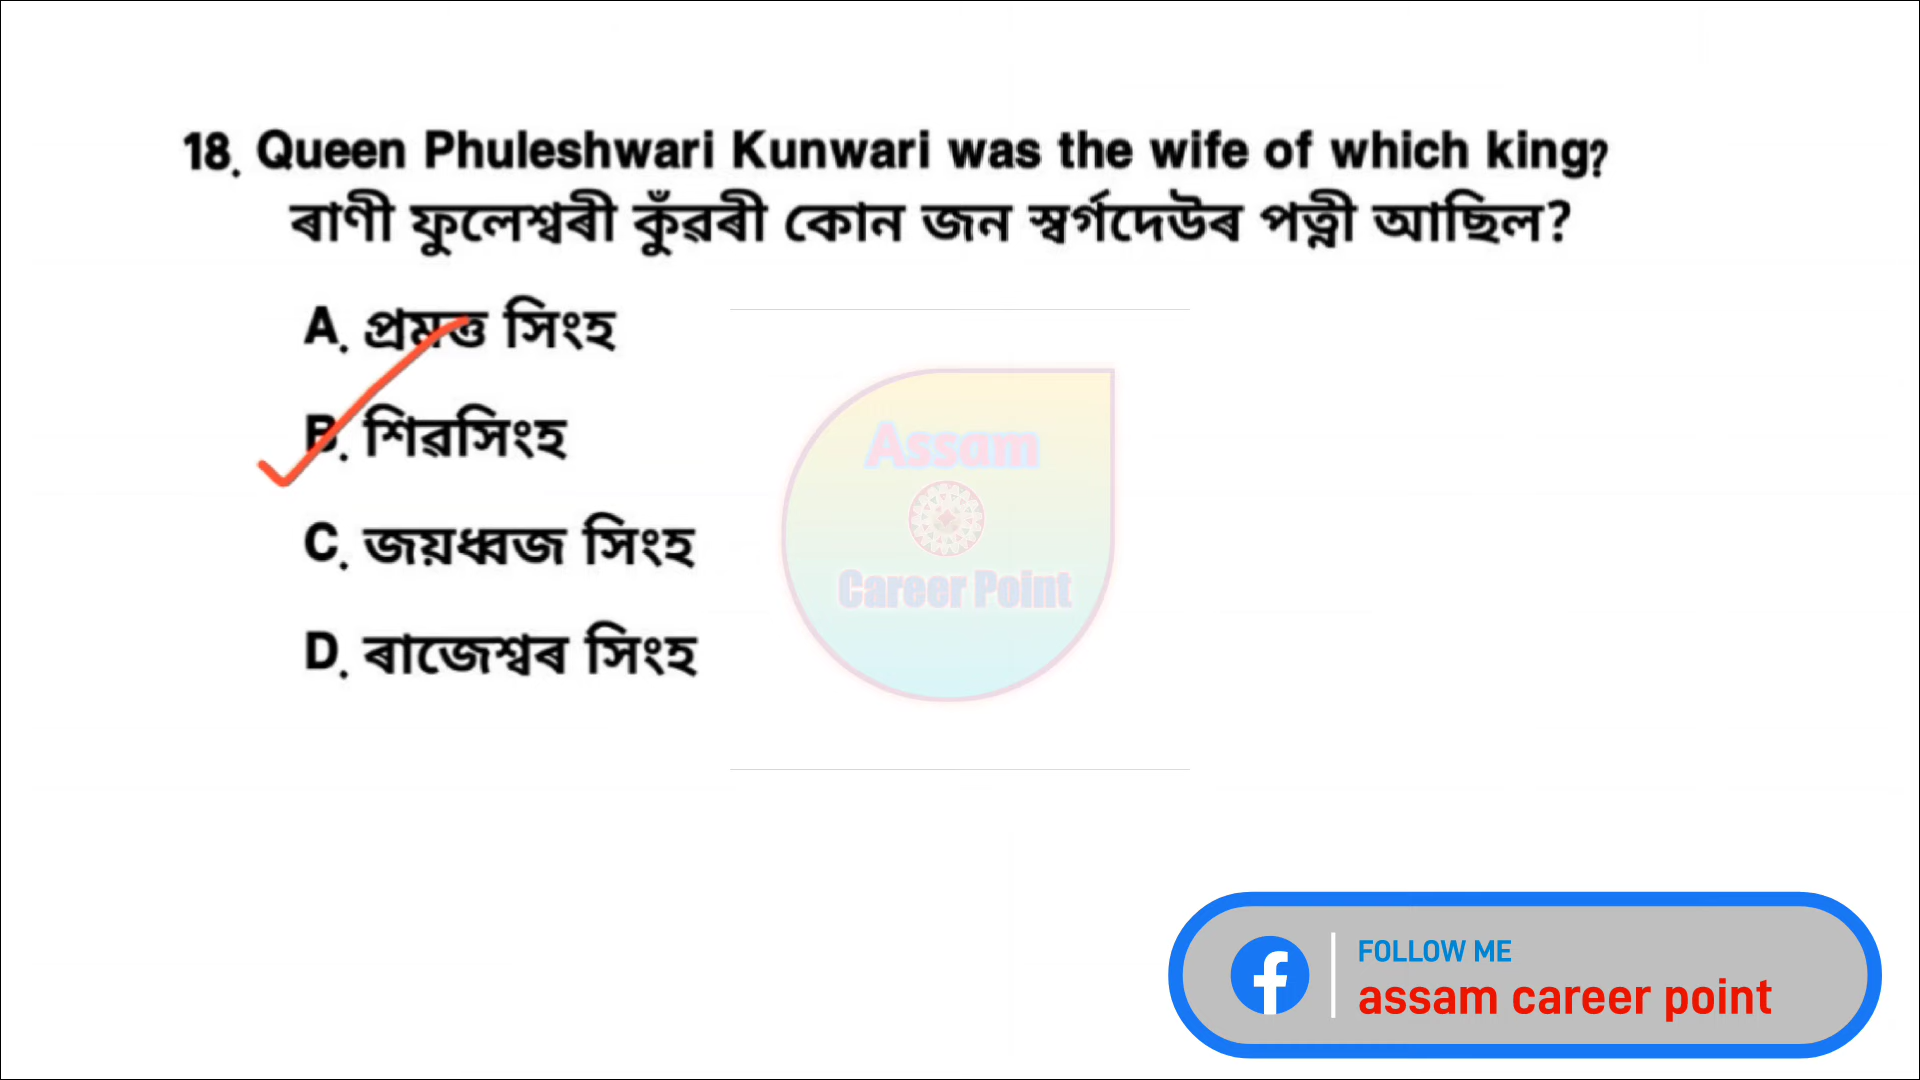 18. Queen Phuleshwari Kunwari was the wife of which king?
ৰাণী ফুলেশ্বৰী কুঁৱৰী কোন জন স্বৰ্গদেউৰ পত্নী আছিল?
A. প্ৰমত্ত সিংহ
B. শিৱসিংহ
C. জয়ধ্বজ সিংহ
D. ৰাজেশ্বৰ সিংহ
Assam
Career Point
FOLLOW ME
assam career point